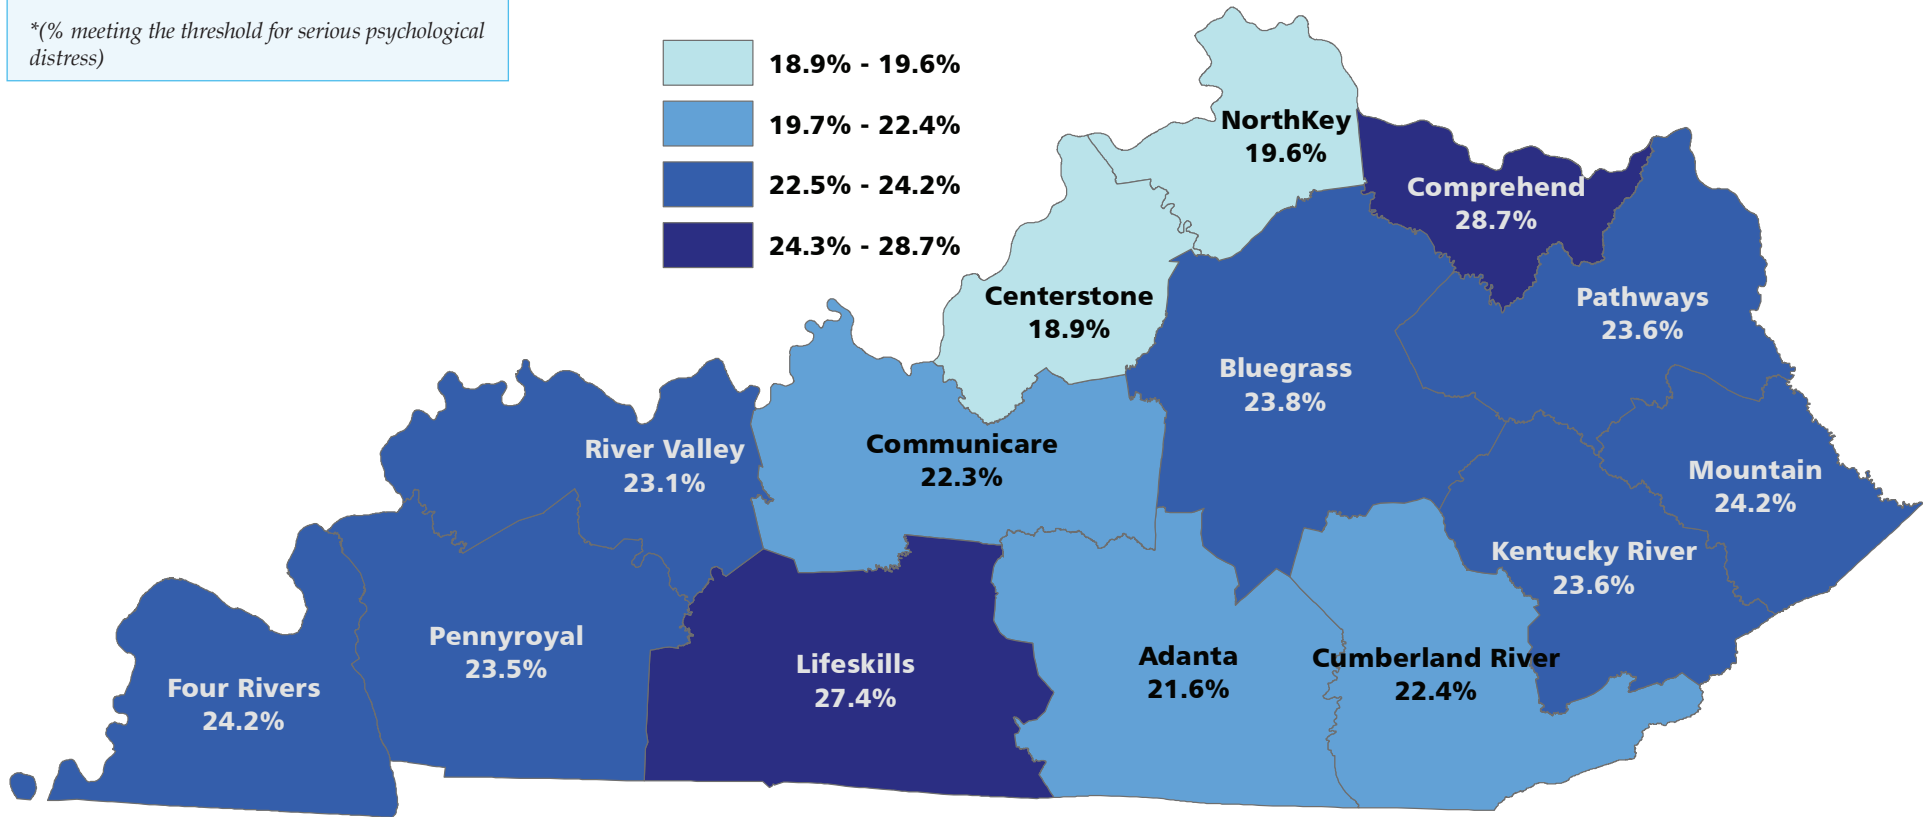 *(% meeting the threshold for serious psychological
distress)
18.9% - 19.6%
19.7% - 22.4%
22.5% - 24.2%
24.3% - 28.7%
NorthKey
19.6%
Comprehend
28.7%
Centerstone
18.9%
Pathways
23.6%
Bluegrass
23.8%
River Valley
23.1%
Communicare
22.3%
Mountain
24.2%
Kentucky River
23.6%
Pennyroyal
23.5%
Four Rivers
24.2%
Lifeskills
27.4%
Adanta
21.6%
Cumberland River
22.4%